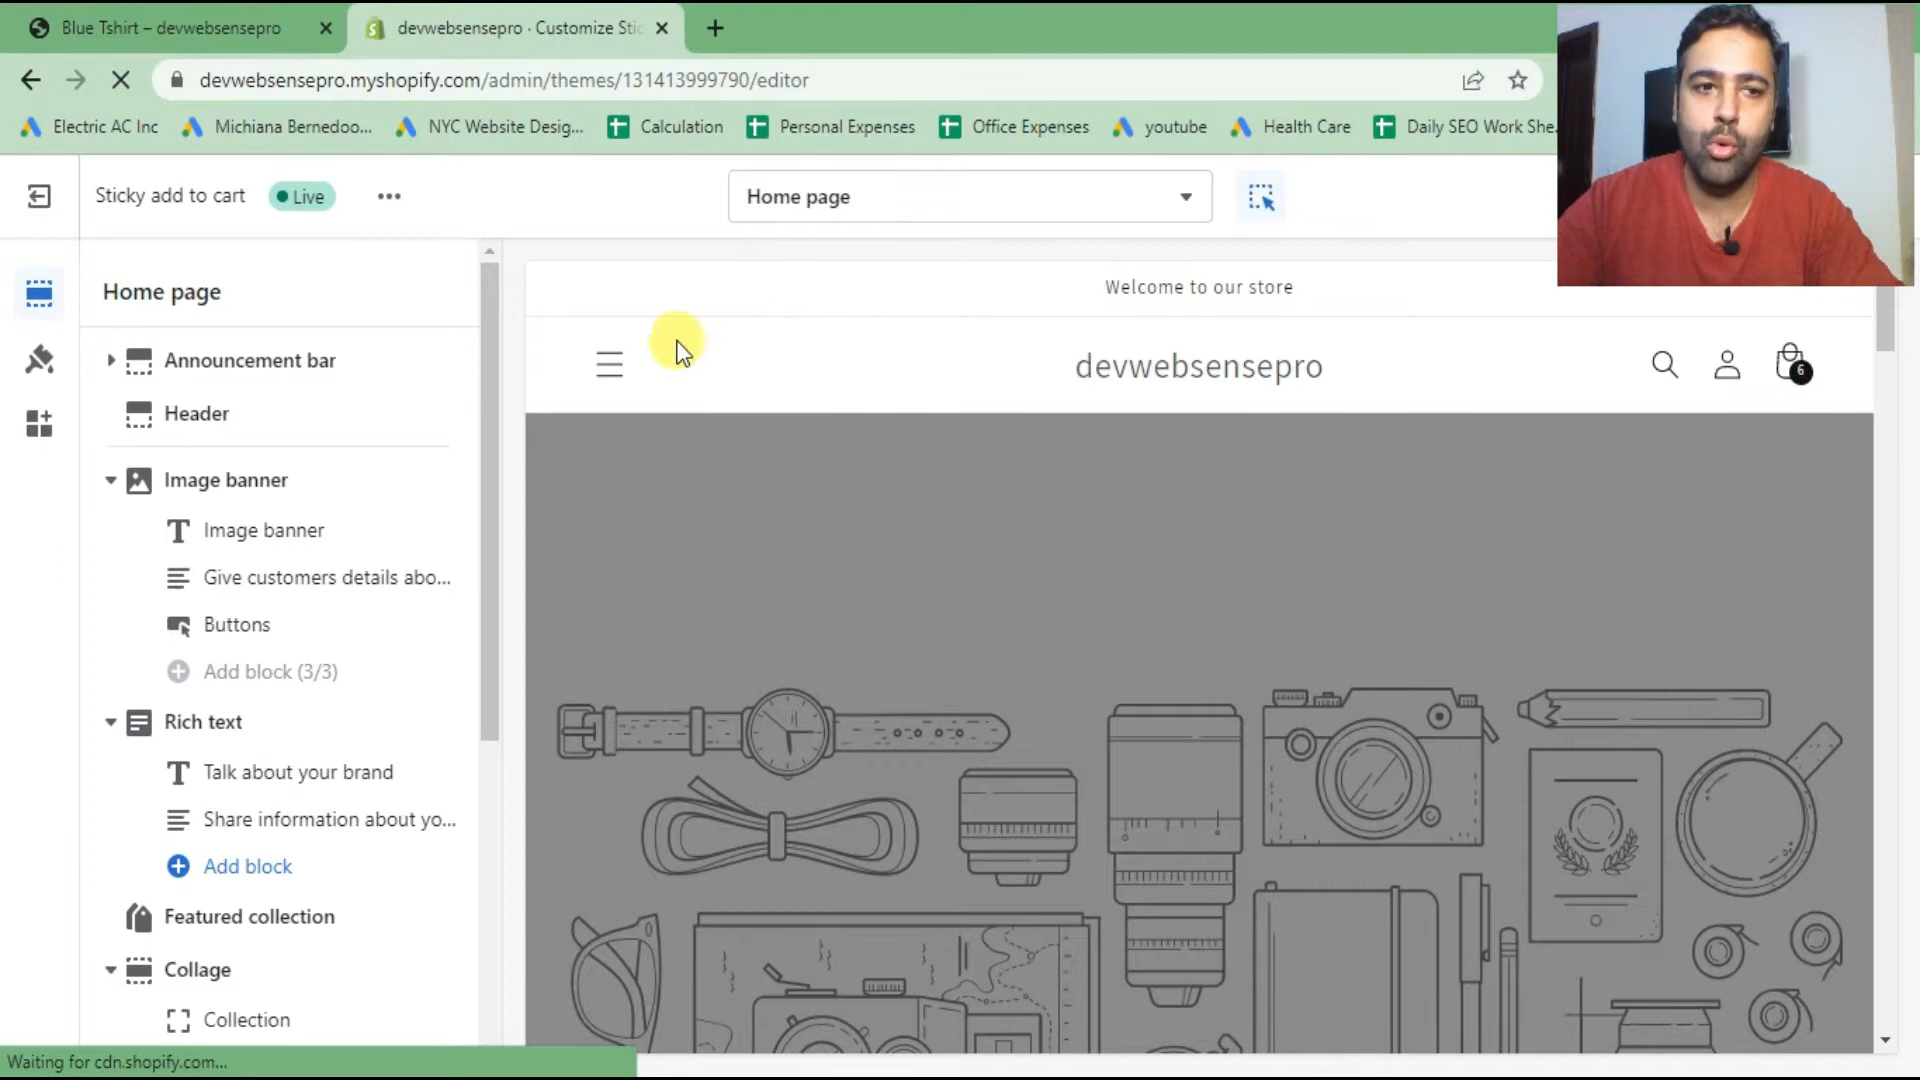 Blue Tshirt – devwebsensepro
devwebsensepro · Customize Stic
devwebsensepro.myshopify.com/admin/themes/131413999790/editor
Electric AC Inc
Michiana Bernedoo...
NYC Website Desig...
Calculation
Personal Expenses
Office Expenses
youtube
Health Care
Daily SEO Work She...
Sticky add to cart
Live
Home page
Home page
Announcement bar
Header
Image banner
Image banner
Give customers details abo...
Buttons
Add block (3/3)
Rich text
Talk about your brand
Share information about yo...
Add block
Featured collection
Collage
Collection
Welcome to our store
devwebsensepro
6
Waiting for cdn.shopify.com...